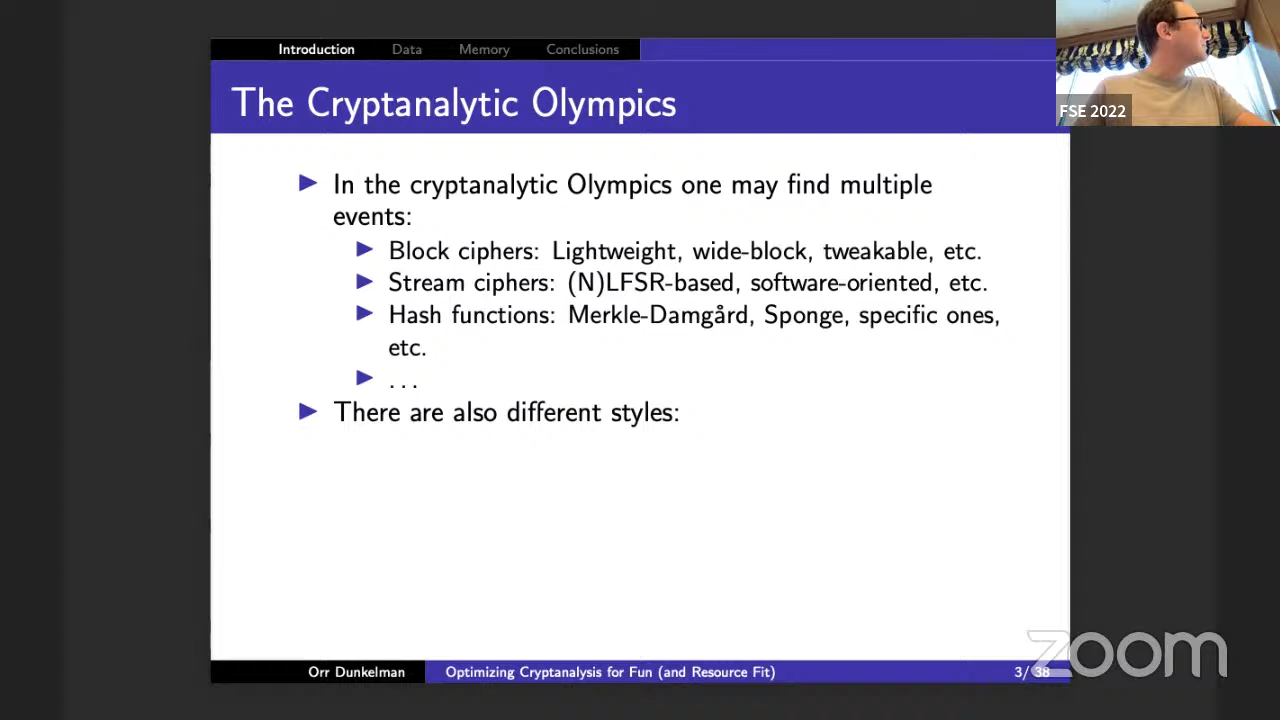 Introduction Data Memory Conclusions
The Cryptanalytic Olympics
FSE 2022
▶ In the cryptanalytic Olympics one may find multiple
events:
▶ Block ciphers: Lightweight, wide-block, tweakable, etc.
▶ Stream ciphers: (N)LFSR-based, software-oriented, etc.
▶ Hash functions: Merkle-Damgård, Sponge, specific ones,
etc.
▶ ...
▶ There are also different styles:
Orr Dunkelman Optimizing Cryptanalysis for Fun (and Resource Fit) 3/38
zoom